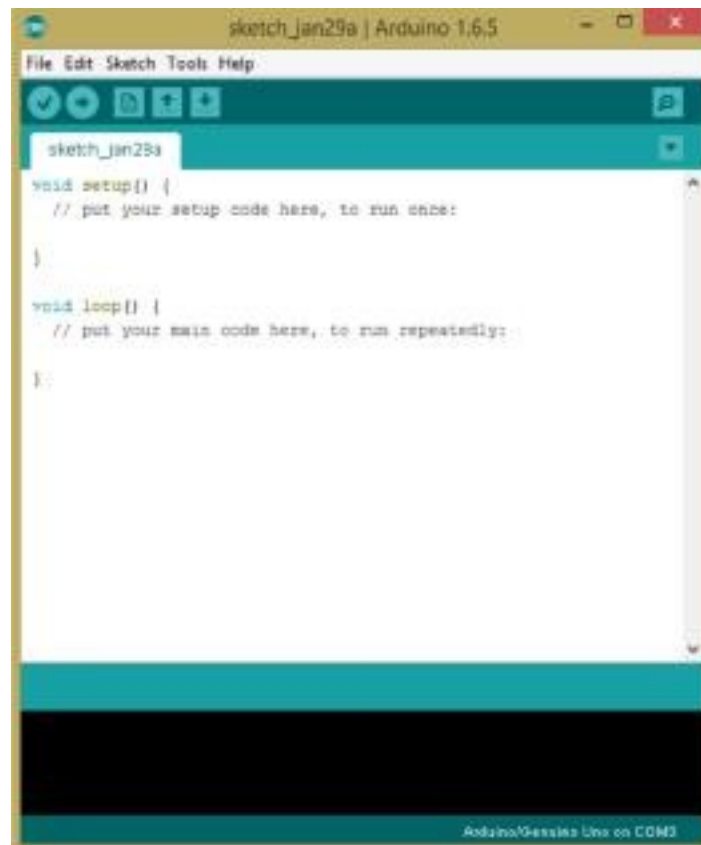 sketch_jan29a | Arduino 1.6.5
File Edit Sketch Tools Help
sketch_jan29a
void setup() {
// put your setup code here, to run once:
}
void loop() {
// put your main code here, to run repeatedly:
}
Arduino/Genuino Uno on COM3